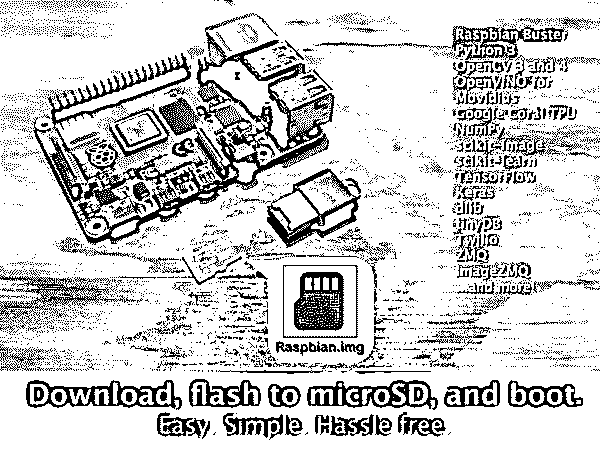 Raspbian Buster
Python 3
OpenCV 3 and 4
OpenVINO for
Movidius
Google Coral TPU
NumPy
scikit-image
scikit-learn
TensorFlow
Keras
dlib
tinyDB
Twilio
ZMQ
ImageZMQ
...and more!
Raspbian.img
Download, flash to microSD, and boot.
Easy. Simple. Hassle free.